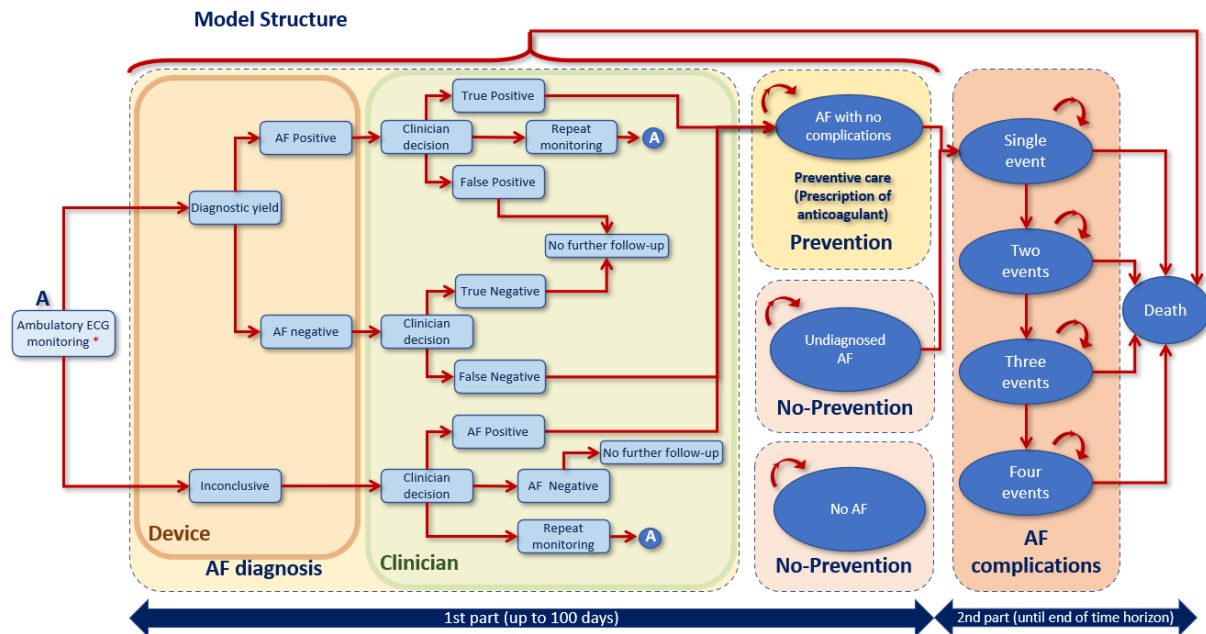 Model Structure
A
Ambulatory ECG
monitoring *
Diagnostic yield
AF Positive
AF negative
Inconclusive
Device
AF diagnosis
Clinician
decision
True Positive
Repeat
monitoring
A
False Positive
No further follow-up
True Negative
Clinician
decision
False Negative
AF Positive
No further follow-up
Clinician
decision
AF  Negative
Repeat
monitoring
A
Clinician
AF with no
complications
Preventive care
(Prescription of
anticoagulant)
Prevention
Undiagnosed
AF
No-Prevention
No AF
No-Prevention
Single
event
Two
events
Three
events
Four
events
AF
complications
Death
1st part (up to 100 days)
2nd part (until end of time horizon)